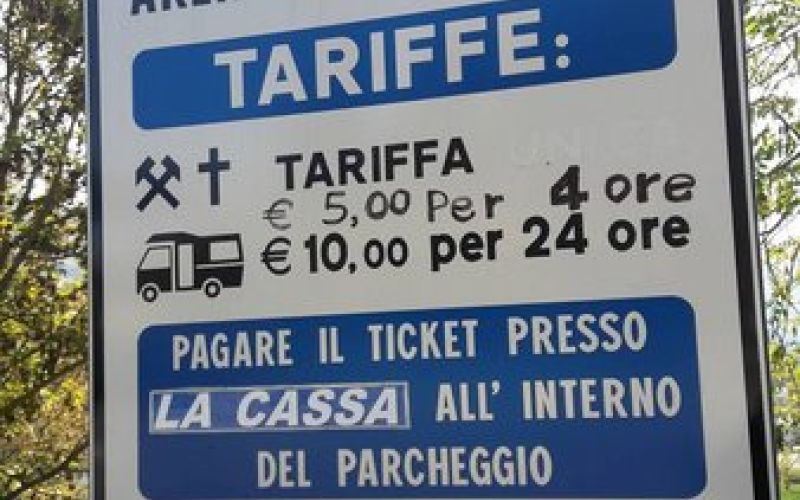 TARIFFE:
TARIFFA UNICA
€ 5,00 Per 4 ore
€ 10,00 per 24 ore
PAGARE IL TICKET PRESSO
LA CASSA ALL' INTERNO
DEL PARCHEGGIO